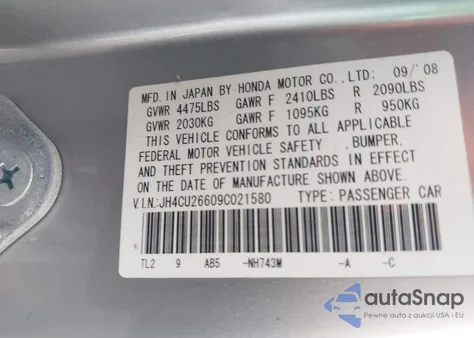 MFD. IN JAPAN BY HONDA MOTOR CO.,LTD. 09/'08
GVWR 4475LBS GAWR F 2410LBS R 2090LBS
GVWR 2030KG GAWR F 1095KG R 950KG
THIS VEHICLE CONFORMS TO ALL APPLICABLE
FEDERAL MOTOR VEHICLE SAFETY ,BUMPER,
AND THEFT PREVENTION STANDARDS IN EFFECT
ON THE DATE OF MANUFACTURE SHOWN ABOVE.
V.I.N:JH4CU26609C021580 TYPE: PASSENGER CAR
TL2 9 AB5 -NH743M -A -C
autoSnap
Pewne auto z aukcji USA i EU